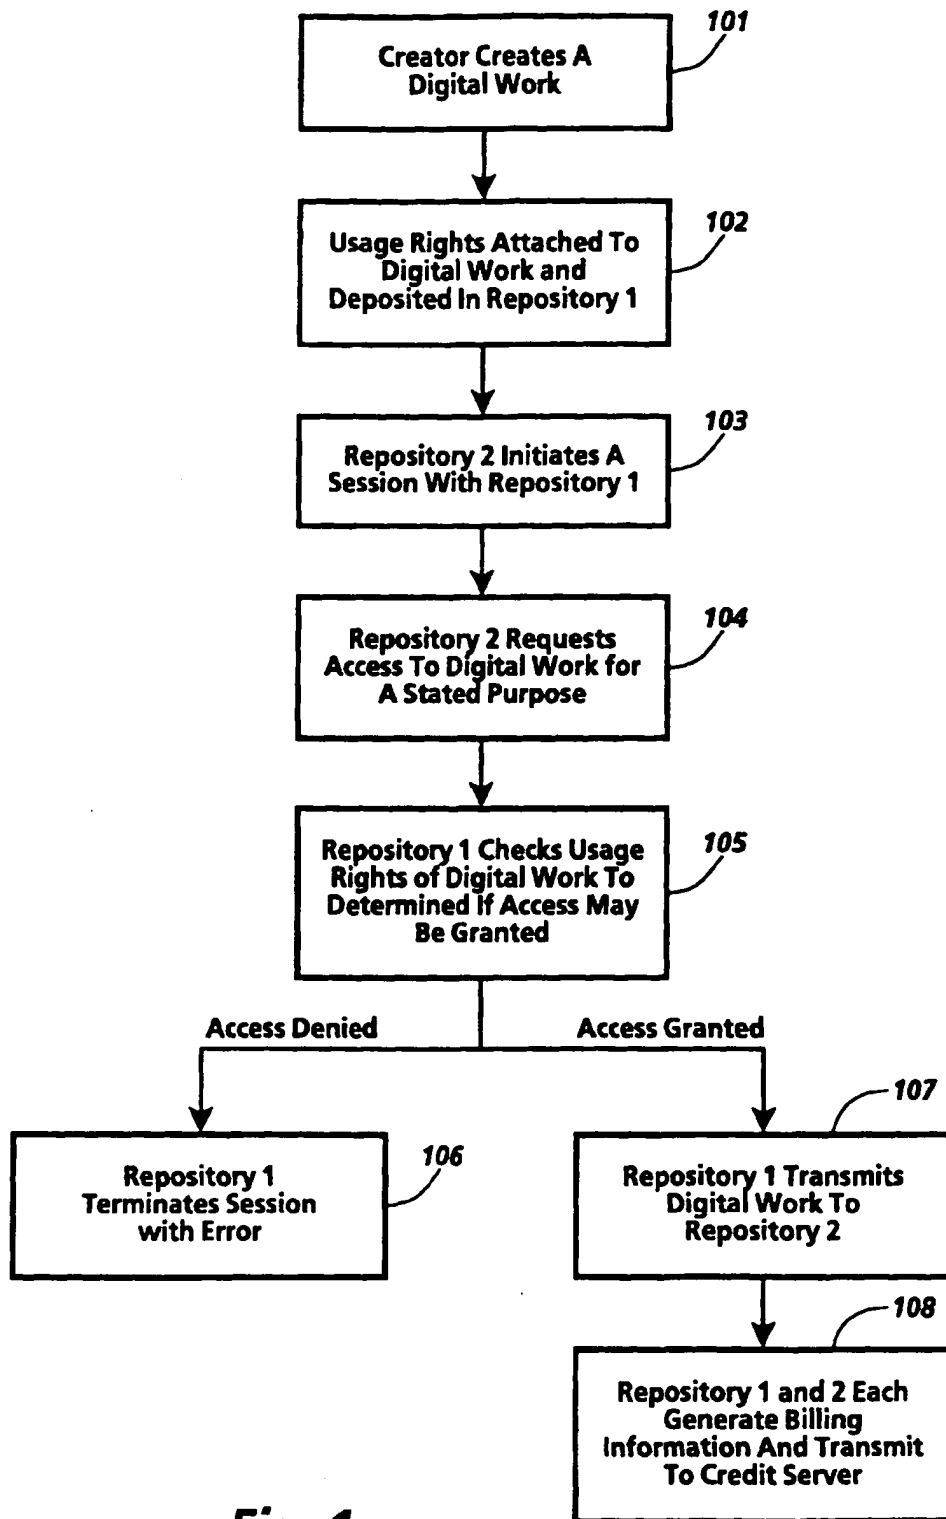 101
Creator Creates A
Digital Work
102
Usage Rights Attached To
Digital Work and
Deposited In Repository 1
103
Repository 2 Initiates A
Session With Repository 1
104
Repository 2 Requests
Access To Digital Work for
A Stated Purpose
105
Repository 1 Checks Usage
Rights of Digital Work To
Determined If Access May
Be Granted
Access Denied
Access Granted
106
Repository 1
Terminates Session
with Error
107
Repository 1 Transmits
Digital Work To
Repository 2
108
Repository 1 and 2 Each
Generate Billing
Information And Transmit
To Credit Server